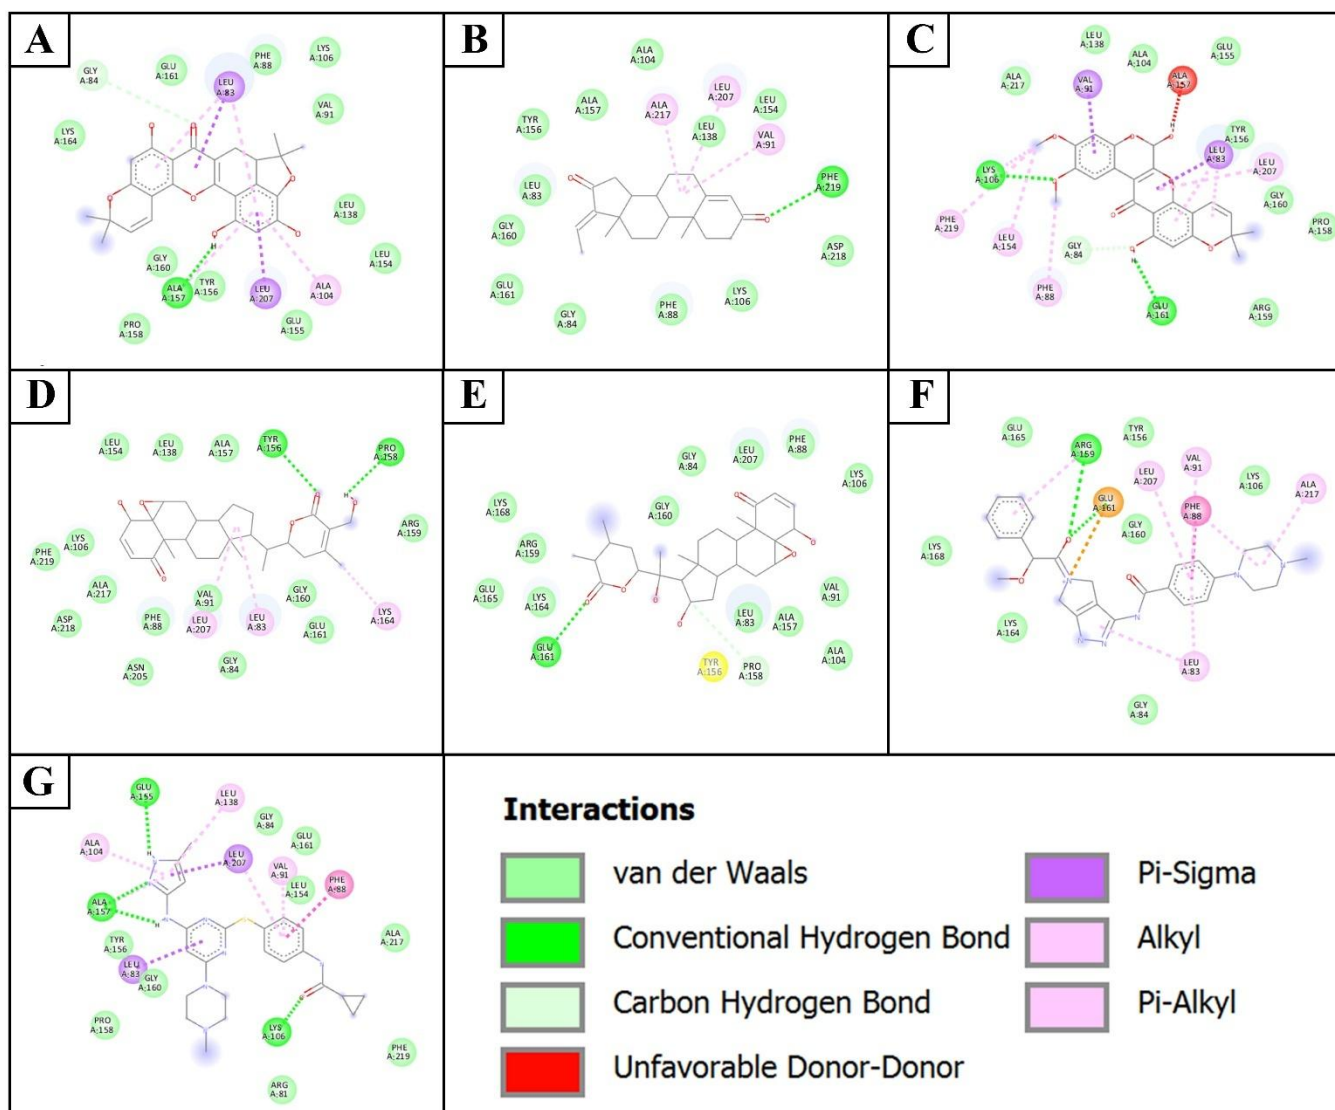 A
GLY
A:84
GLU
A:161
LEU
A:83
PHE
A:88
LYS
A:106
VAL
A:91
LYS
A:164
LEU
A:138
LEU
A:154
GLY
A:160
ALA
A:157
TYR
A:156
LEU
A:207
ALA
A:104
PRO
A:158
GLU
A:155
H
O
B
ALA
A:104
ALA
A:157
TYR
A:156
ALA
A:217
LEU
A:207
LEU
A:138
LEU
A:154
VAL
A:91
LEU
A:83
PHE
A:219
GLY
A:160
ASP
A:218
GLU
A:161
GLY
A:84
PHE
A:88
LYS
A:106
O
C
LEU
A:138
ALA
A:104
GLU
A:155
ALA
A:217
VAL
A:91
ALA
A:157
TYR
A:156
LEU
A:83
LEU
A:207
LYS
A:106
GLY
A:160
PHE
A:219
LEU
A:154
GLY
A:84
PRO
A:158
PHE
A:88
GLU
A:161
ARG
A:159
H
O
D
LEU
A:154
LEU
A:138
ALA
A:157
TYR
A:156
PRO
A:158
ARG
A:159
PHE
A:219
LYS
A:106
ALA
A:217
VAL
A:91
GLY
A:160
ASP
A:218
PHE
A:88
LEU
A:207
LEU
A:83
GLU
A:161
LYS
A:164
ASN
A:205
GLY
A:84
H
O
E
GLY
A:84
LEU
A:207
PHE
A:88
LYS
A:106
LYS
A:168
GLY
A:160
ARG
A:159
GLU
A:165
LYS
A:164
VAL
A:91
LEU
A:83
ALA
A:157
GLU
A:161
TYR
A:156
PRO
A:158
ALA
A:104
O
F
GLU
A:165
ARG
A:159
TYR
A:156
LEU
A:207
VAL
A:91
LYS
A:106
ALA
A:217
GLU
A:161
PHE
A:88
LYS
A:168
GLY
A:160
LYS
A:164
LEU
A:83
GLY
A:84
O
N
G
GLU
A:155
LEU
A:138
GLY
A:84
GLU
A:161
ALA
A:104
LEU
A:207
VAL
A:91
LEU
A:154
PHE
A:88
ALA
A:157
TYR
A:156
LEU
A:83
GLY
A:160
ALA
A:217
PRO
A:158
LYS
A:106
PHE
A:219
ARG
A:81
H
N
Interactions
van der Waals
Conventional Hydrogen Bond
Carbon Hydrogen Bond
Unfavorable Donor-Donor
Pi-Sigma
Alkyl
Pi-Alkyl